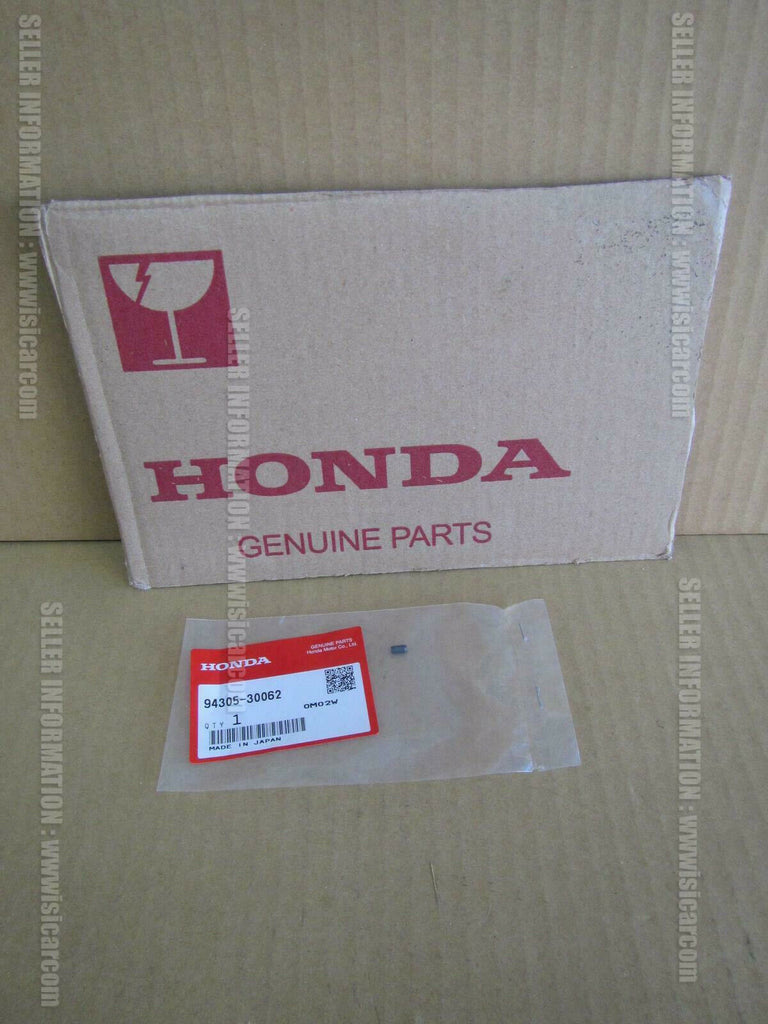 SELLER INFORMATION : www.isicar.com
SELLER INFORMATION : www.isicar.com
SELLER INFORMATION : www.isicar.com
HONDA
GENUINE PARTS
HONDA
GENUINE PARTS
Honda Motor Co., Ltd.
94305-30062
0M02W
QTY 1
MADE IN JAPAN
SELLER INFORMATION : www.isicar.com
SELLER INFORMATION : www.isicar.com